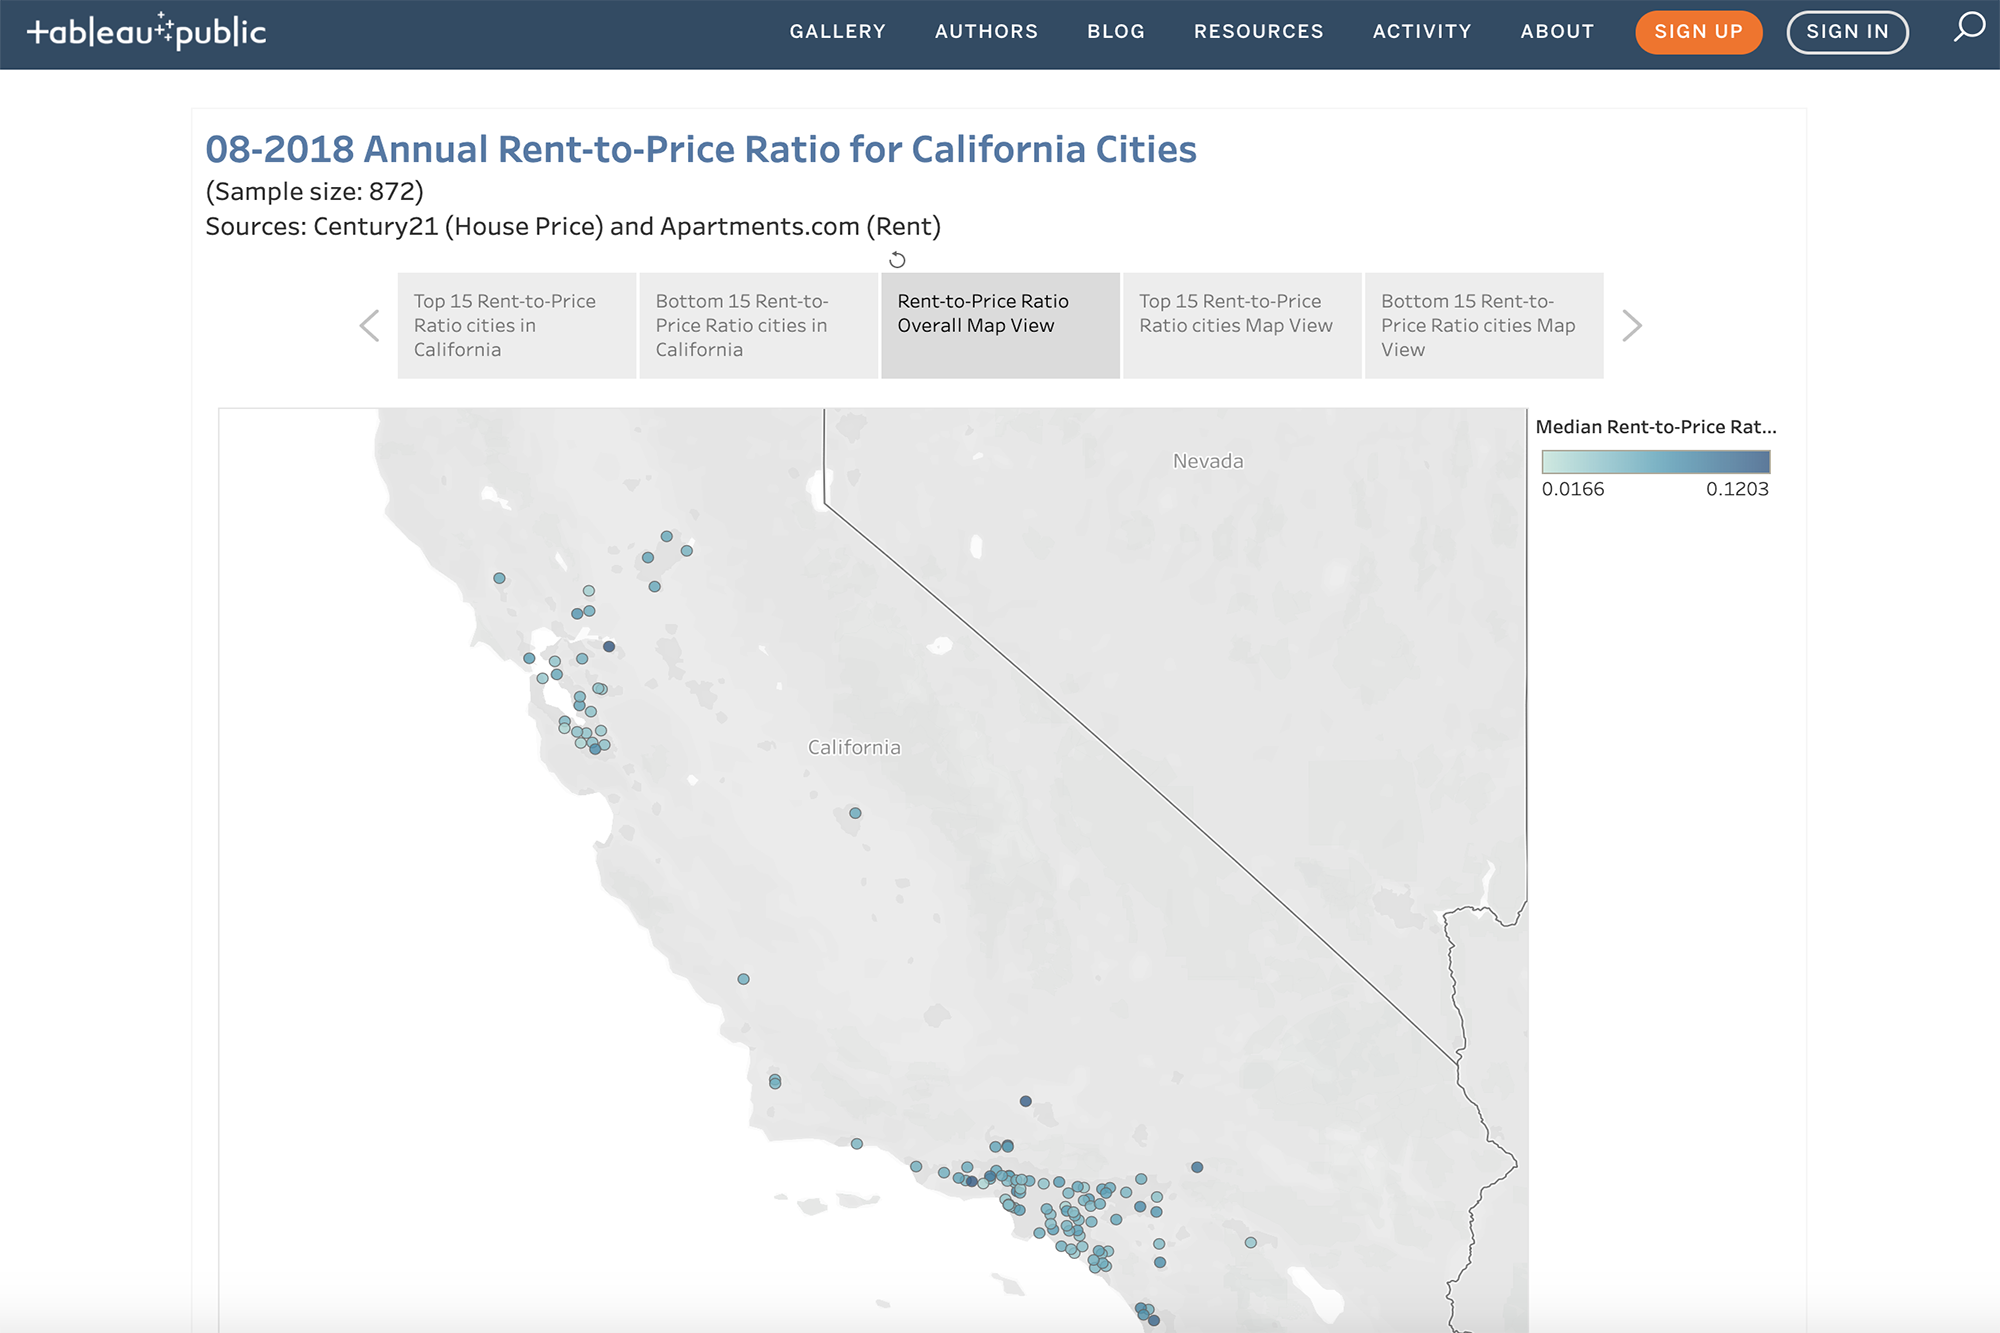 tableau public
GALLERY AUTHORS BLOG RESOURCES ACTIVITY ABOUT SIGN UP SIGN IN
08-2018 Annual Rent-to-Price Ratio for California Cities
(Sample size: 872)
Sources: Century21 (House Price) and Apartments.com (Rent)
Top 15 Rent-to-Price
Ratio cities in
California
Bottom 15 Rent-to-
Price Ratio cities in
California
Rent-to-Price Ratio
Overall Map View
Top 15 Rent-to-Price
Ratio cities Map View
Bottom 15 Rent-to-
Price Ratio cities Map
View
Median Rent-to-Price Rat...
0.0166 0.1203
Nevada
California